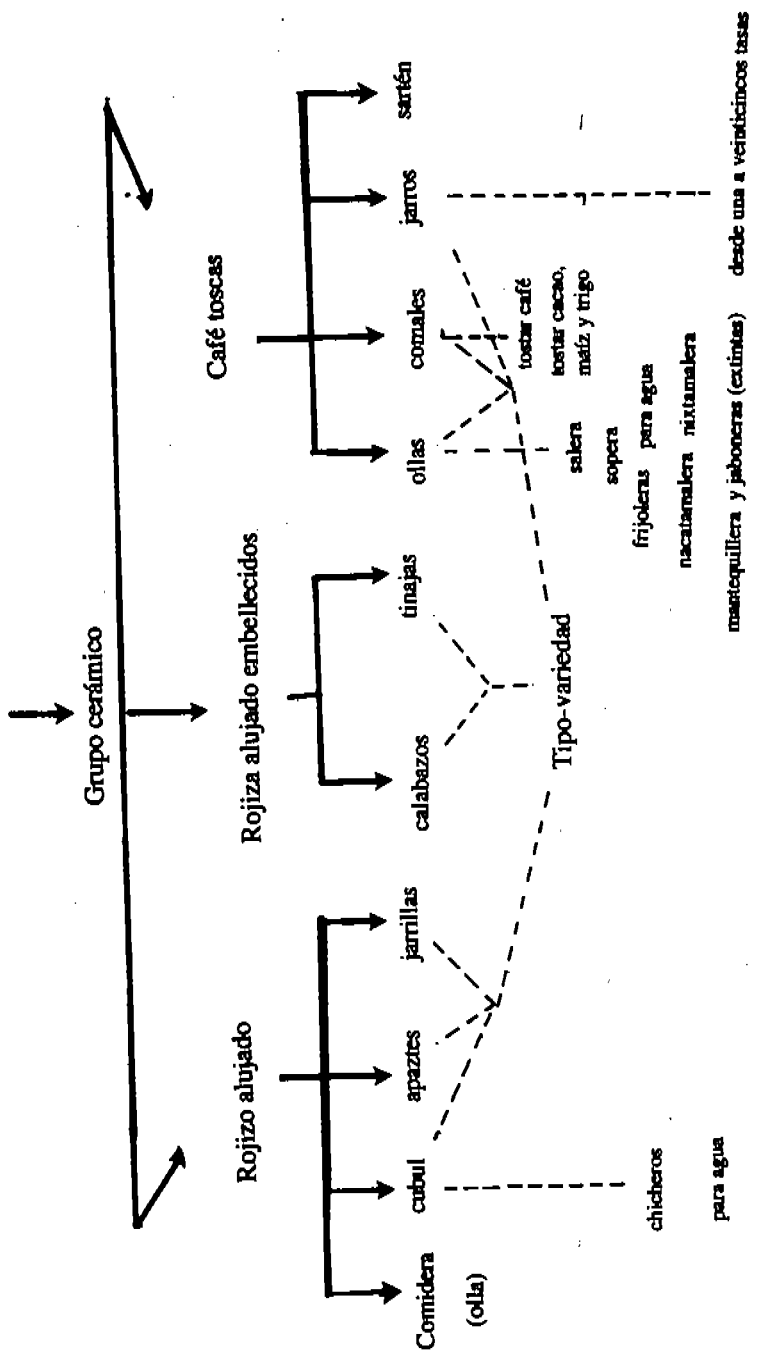 Grupo cerámico
Rojizo alujado
Rojiza alujado embellecidos
Café toscas
Comidera
(olla)
cubul
apaztes
jarrillas
calabazos
tinajas
ollas
comales
jarros
sartén
chicheros
para agua
Tipo-variedad
salera
sopera
frijoleras para agua
nacatamalera nixtamalera
mantequillera y jaboneras (extintas)
tostar café
tostar cacao,
maíz y trigo
desde una a veinticincos tasas